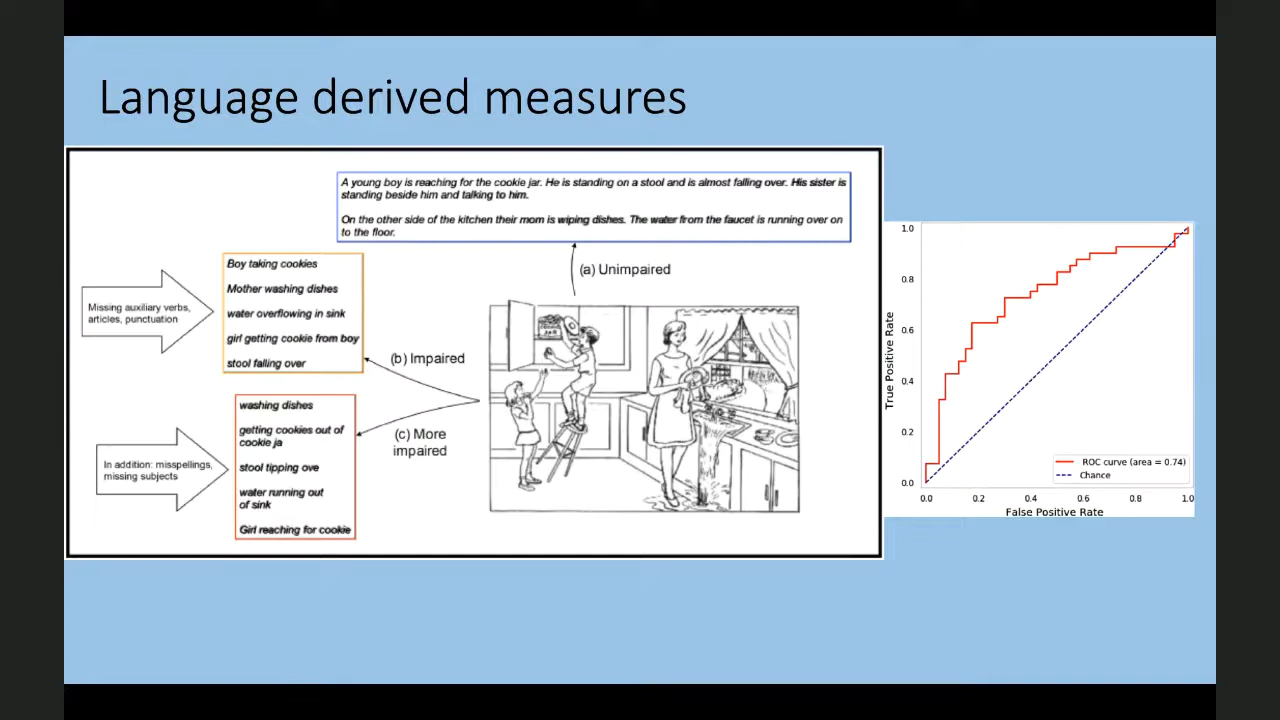 Language derived measures
A young boy is reaching for the cookie jar. He is standing on a stool and is almost falling over. His sister is
standing beside him and talking to him.
On the other side of the kitchen their mom is wiping dishes. The water from the faucet is running over on
to the floor.
(a) Unimpaired
Missing auxiliary verbs,
articles, punctuation
Boy taking cookies
Mother washing dishes
water overflowing in sink
girl getting cookie from boy
stool falling over
(b) Impaired
In addition: misspellings,
missing subjects
washing dishes
getting cookies out of
cookie ja
stool tipping ove
water running out
of sink
Girl reaching for cookie
(c) More
impaired
COOKIE
JAR
True Positive Rate
1.0
0.8
0.6
0.4
0.2
0.0
ROC curve (area = 0.74)
Chance
0.0 0.2 0.4 0.6 0.8 1.0
False Positive Rate